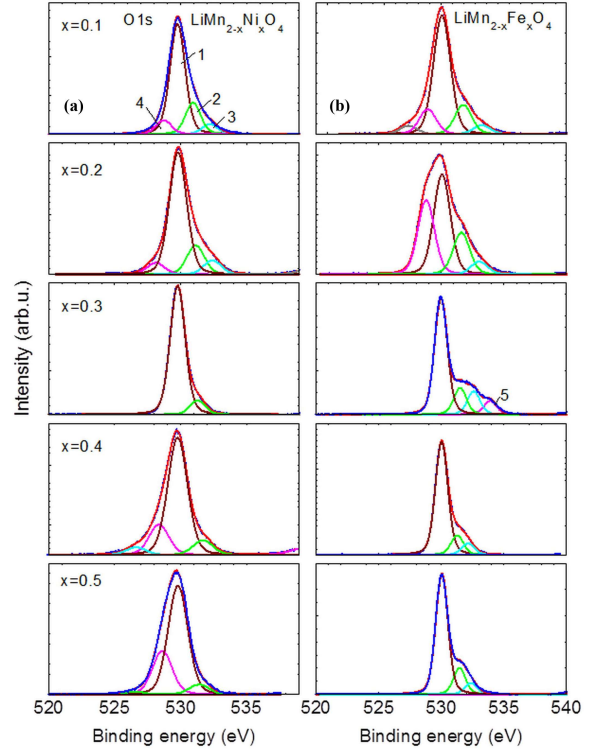 x=0.1
O1s
LiMn2-xNixO4
LiMn2-xFexO4
1
(a)
(b)
4
2
3
x=0.2
x=0.3
5
x=0.4
x=0.5
Intensity (arb.u.)
520 525 530 535
520 525 530 535 540
Binding energy (eV)
Binding energy (eV)